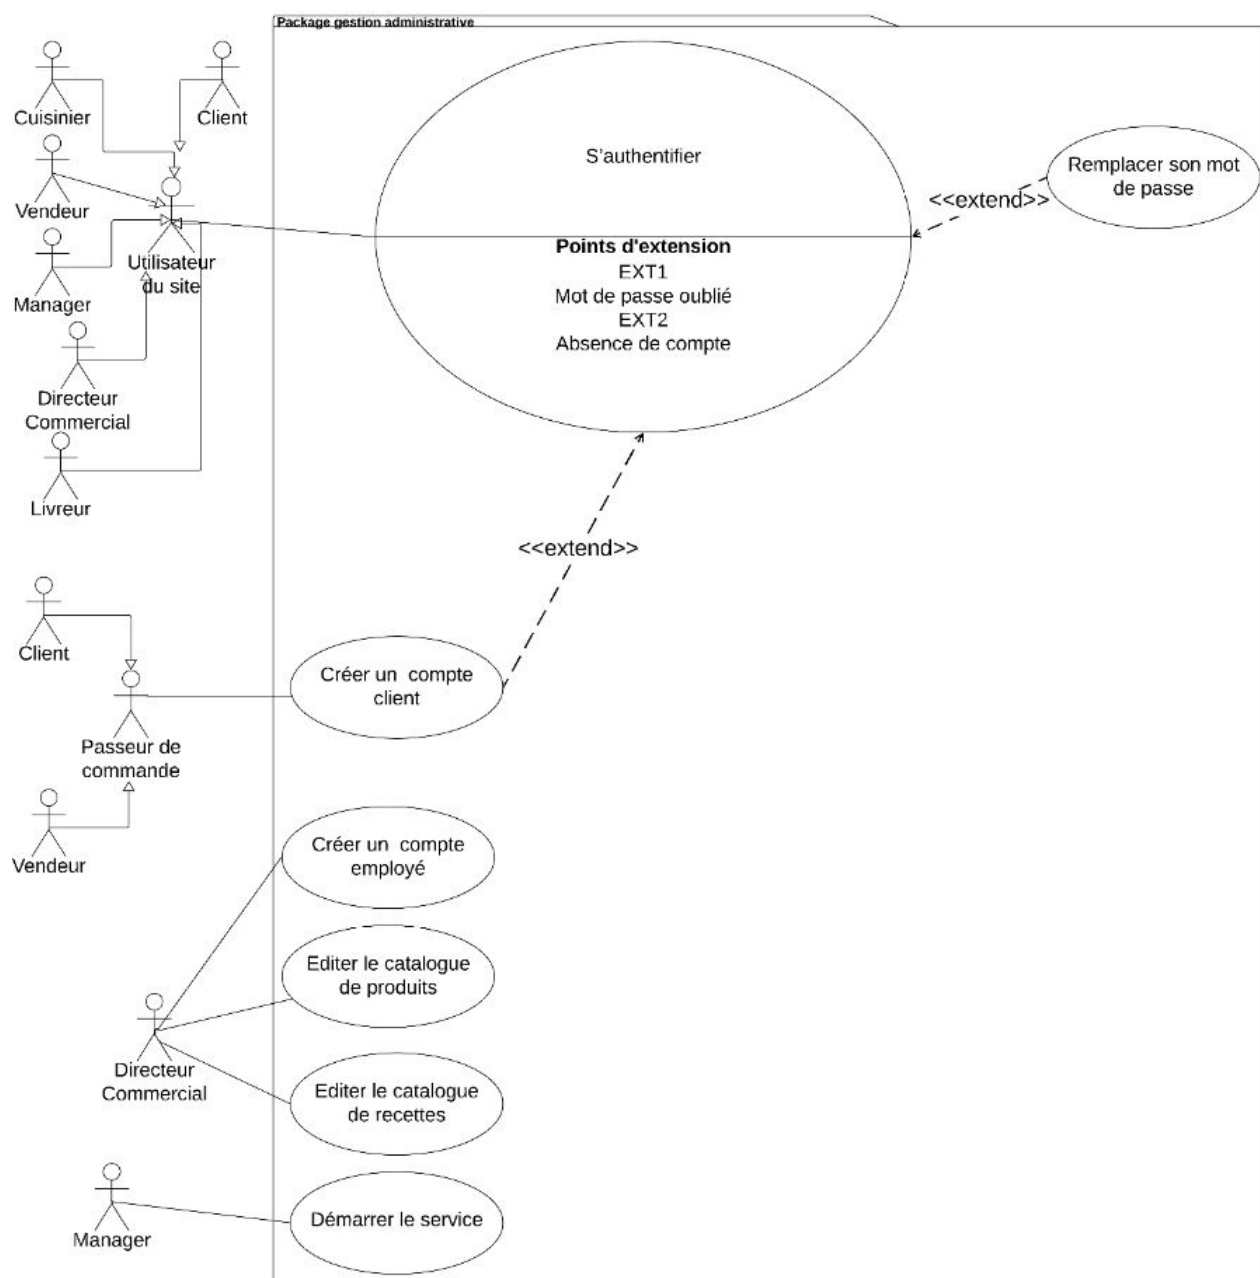 Package gestion administrative
Cuisinier
Client
S'authentifier
Remplacer son mot
de passe
<<extend>>
Vendeur
Utilisateur
du site
Points d'extension
EXT1
Mot de passe oublié
EXT2
Absence de compte
Manager
Directeur
Commercial
Livreur
<<extend>>
Client
Créer un  compte
client
Passeur de
commande
Vendeur
Créer un  compte
employé
Editer le catalogue
de produits
Directeur
Commercial
Editer le catalogue
de recettes
Manager
Démarrer le service